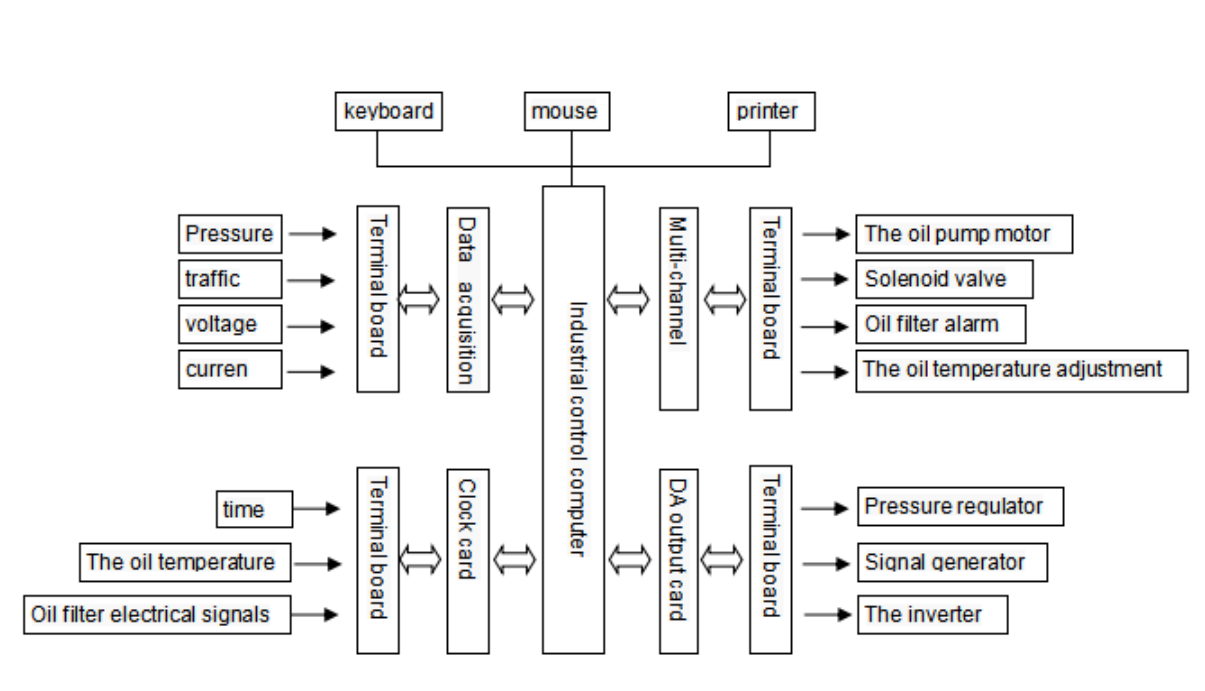 keyboard
mouse
printer
Pressure
traffic
voltage
curren
Terminal board
Data acquisition
Industrial control computer
Multi-channel
Terminal board
The oil pump motor
Solenoid valve
Oil filter alarm
The oil temperature adjustment
time
The oil temperature
Oil filter electrical signals
Terminal board
Clock card
DA output card
Terminal board
Pressure regulator
Signal generator
The inverter